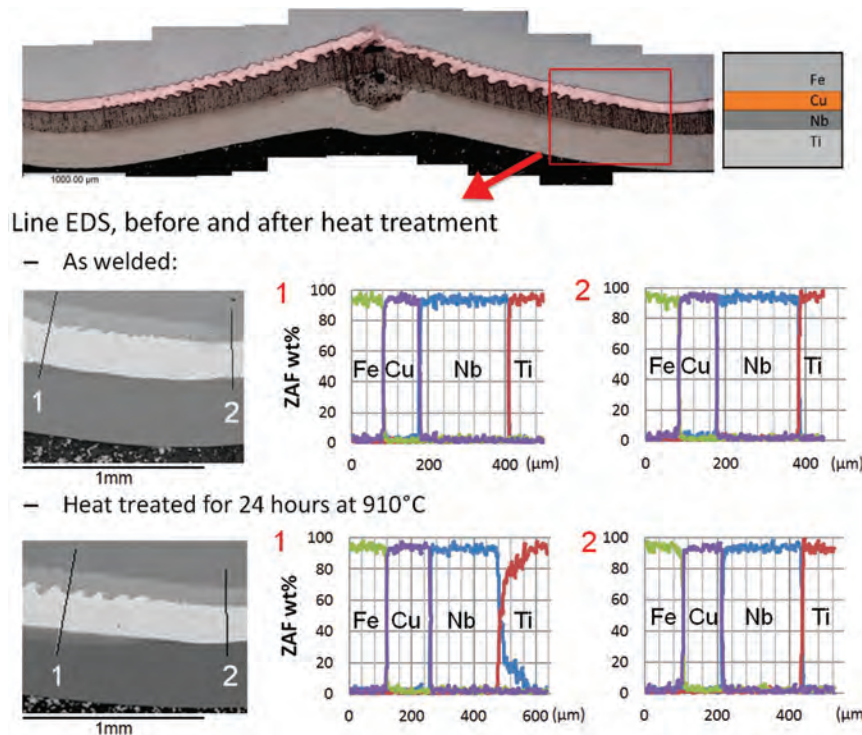 Fe
Cu
Nb
Ti
1000.00 μm
Line EDS, before and after heat treatment
– As welded:
1
2
1mm
1
ZAF wt%
100
80
60
40
20
0
Fe Cu Nb Ti
0 200 400 (μm)
2
100
80
60
40
20
0
Fe Cu Nb Ti
0 200 400 (μm)
– Heat treated for 24 hours at 910°C
1
2
1mm
1
ZAF wt%
100
80
60
40
20
0
Fe Cu Nb Ti
0 200 400 600 (μm)
2
100
80
60
40
20
0
Fe Cu Nb Ti
0 200 400 (μm)